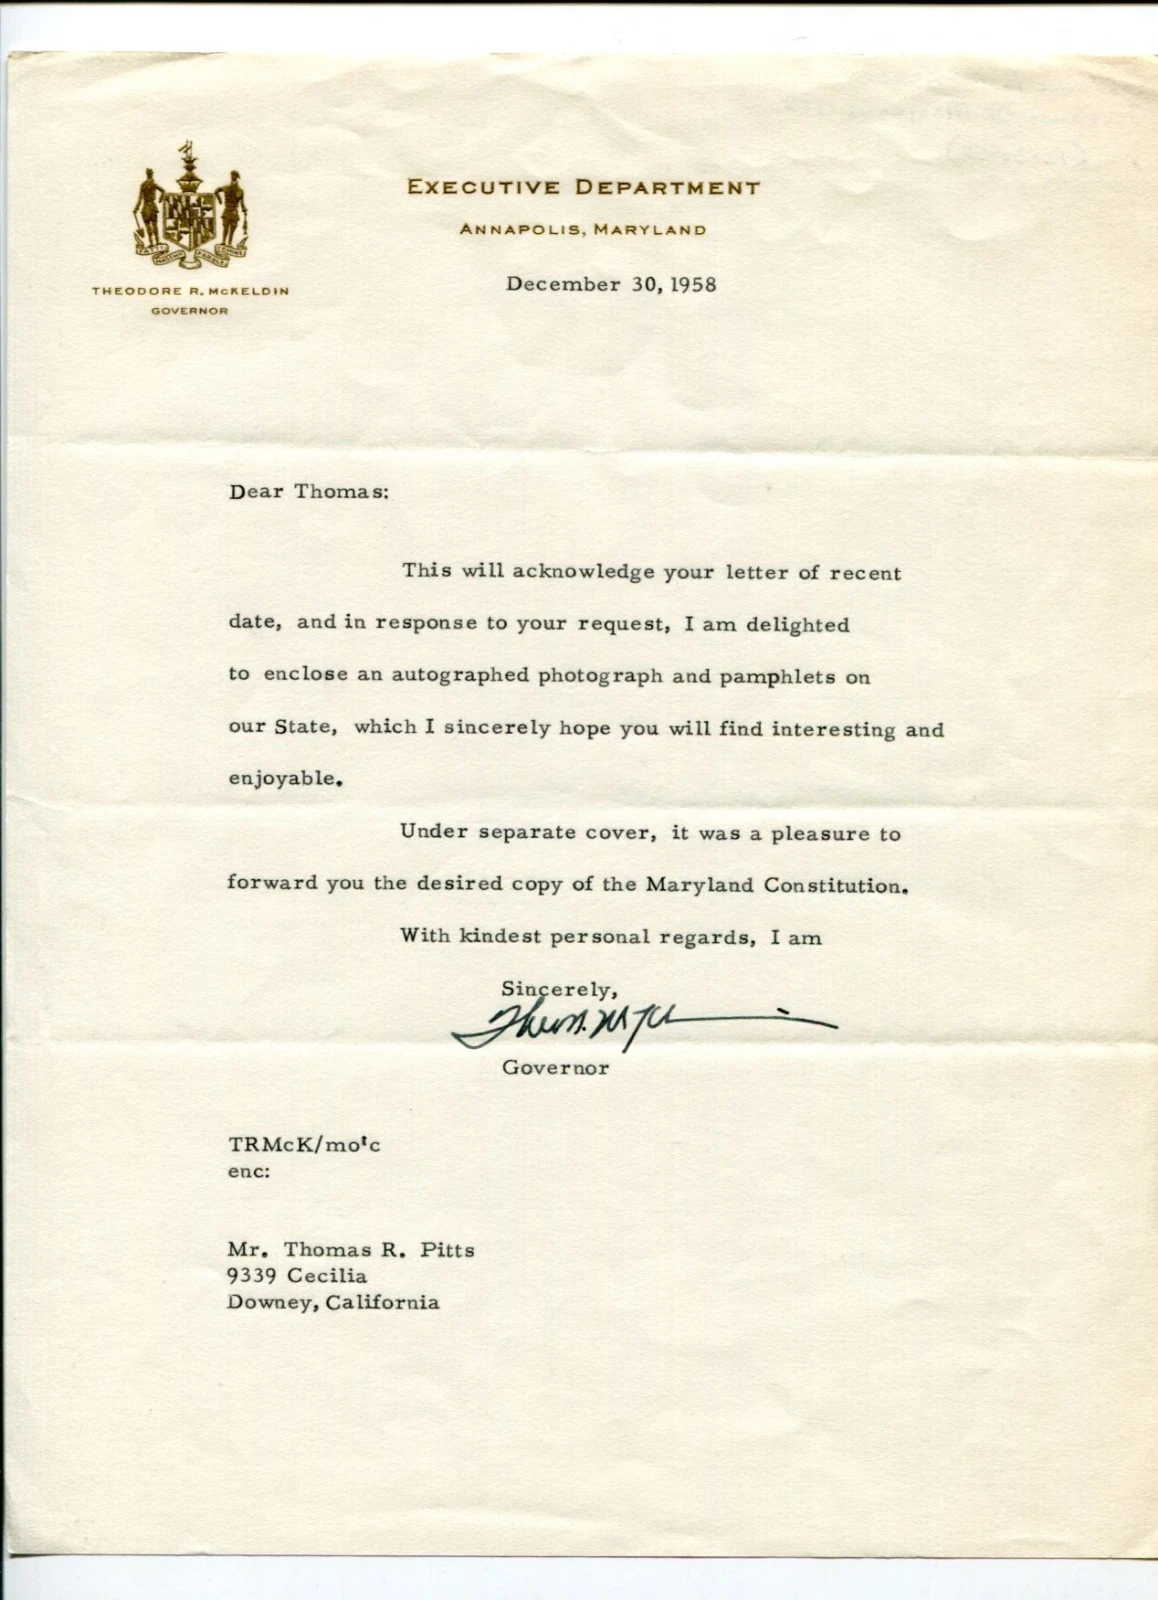 EXECUTIVE DEPARTMENT
ANNAPOLIS, MARYLAND
THEODORE R. McKELDIN
GOVERNOR
December 30, 1958
Dear Thomas:
This will acknowledge your letter of recent
date, and in response to your request, I am delighted
to enclose an autographed photograph and pamphlets on
our State, which I sincerely hope you will find interesting and
enjoyable.
Under separate cover, it was a pleasure to
forward you the desired copy of the Maryland Constitution.
With kindest personal regards, I am
Sincerely,
Governor
TRMcK/mo'c
enc:
Mr. Thomas R. Pitts
9339 Cecilia
Downey, California